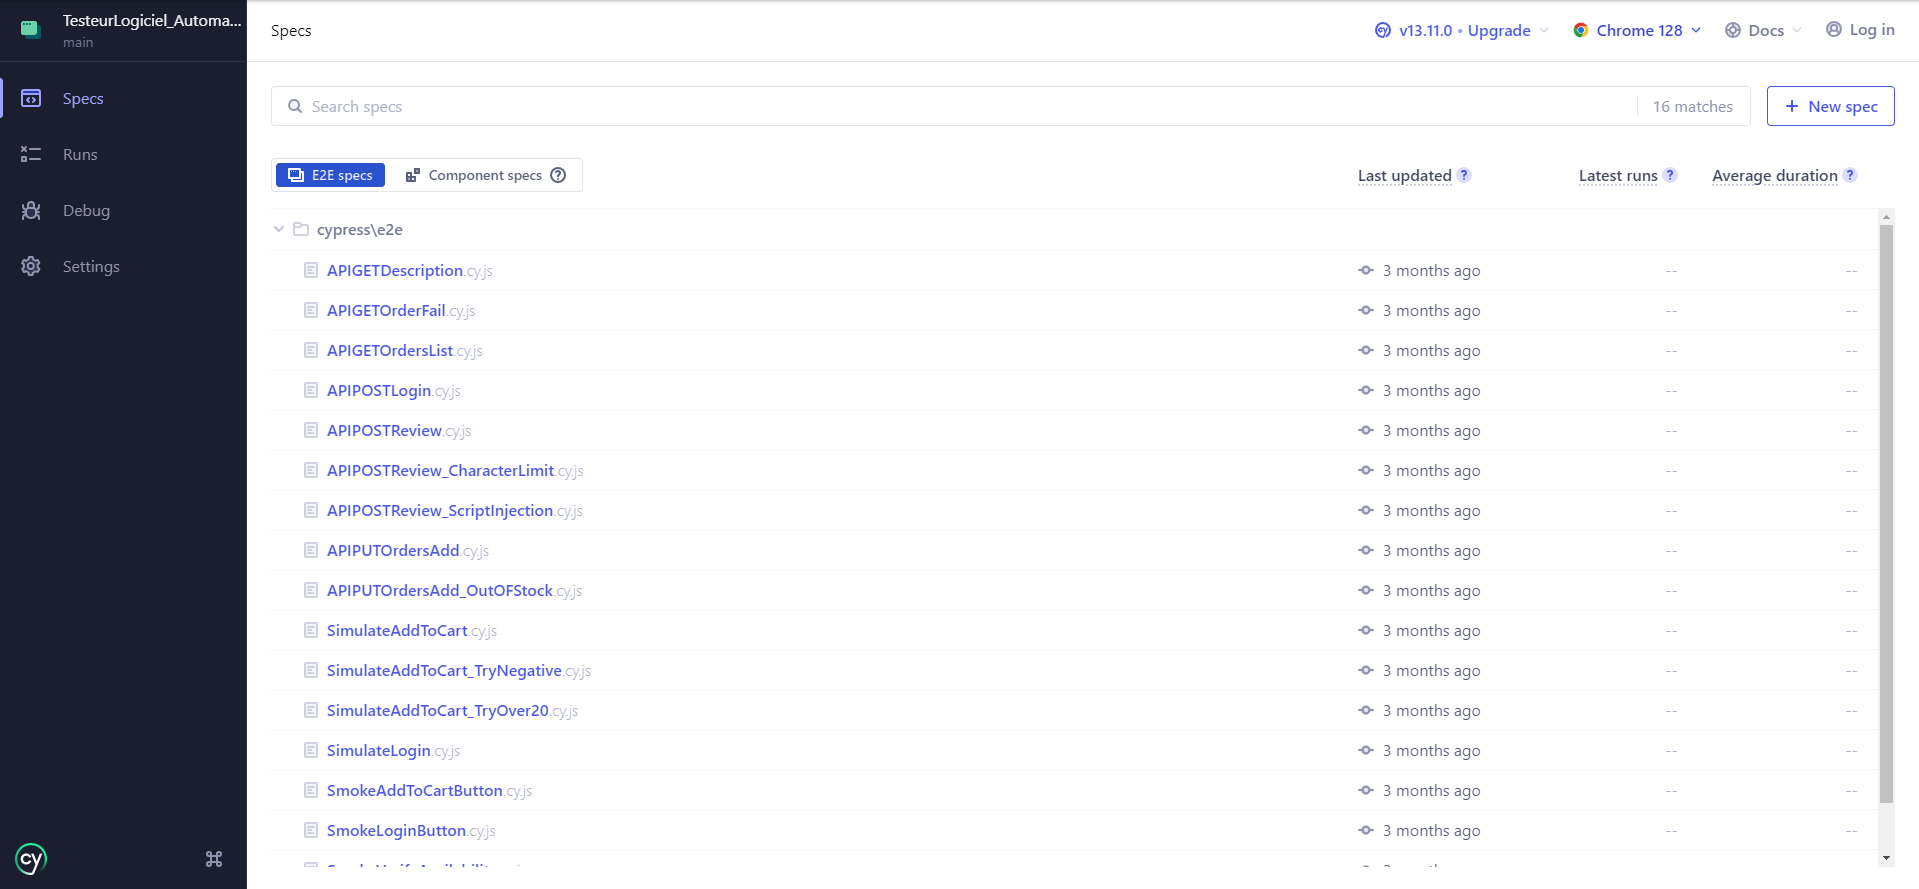 TesteurLogiciel_Automa...
main
Specs
Runs
Debug
Settings
cy
Specs
v13.11.0 • Upgrade
Chrome 128
Docs
Log in
Search specs
16 matches
+ New spec
E2E specs
Component specs ?
Last updated ?
Latest runs ?
Average duration ?
cypress\e2e
APIGETDescription.cy.js 3 months ago -- --
APIGETOrderFail.cy.js 3 months ago -- --
APIGETOrdersList.cy.js 3 months ago -- --
APIPOSTLogin.cy.js 3 months ago -- --
APIPOSTReview.cy.js 3 months ago -- --
APIPOSTReview_CharacterLimit.cy.js 3 months ago -- --
APIPOSTReview_ScriptInjection.cy.js 3 months ago -- --
APIPUTOrdersAdd.cy.js 3 months ago -- --
APIPUTOrdersAdd_OutOFStock.cy.js 3 months ago -- --
SimulateAddToCart.cy.js 3 months ago -- --
SimulateAddToCart_TryNegative.cy.js 3 months ago -- --
SimulateAddToCart_TryOver20.cy.js 3 months ago -- --
SimulateLogin.cy.js 3 months ago -- --
SmokeAddToCartButton.cy.js 3 months ago -- --
SmokeLoginButton.cy.js 3 months ago -- --